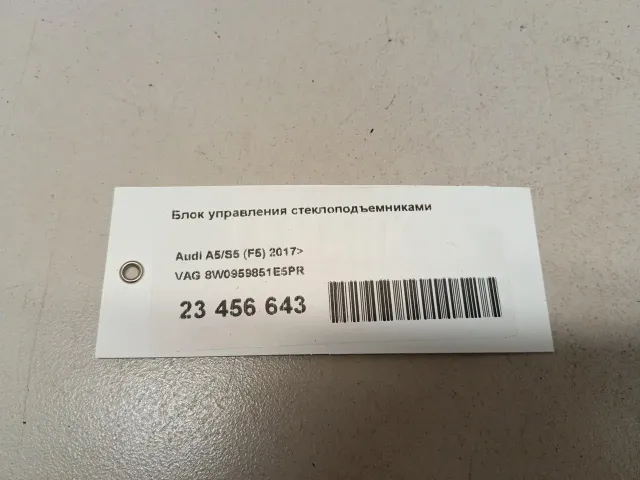 Блок управления стеклоподъемниками
Audi A5/S5 (F5) 2017>
VAG 8W0959851E5PR
23 456 643